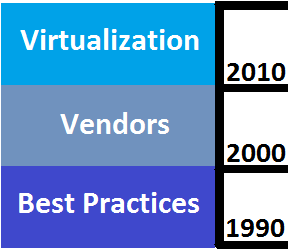 Virtualization
2010
Vendors
2000
Best Practices
1990